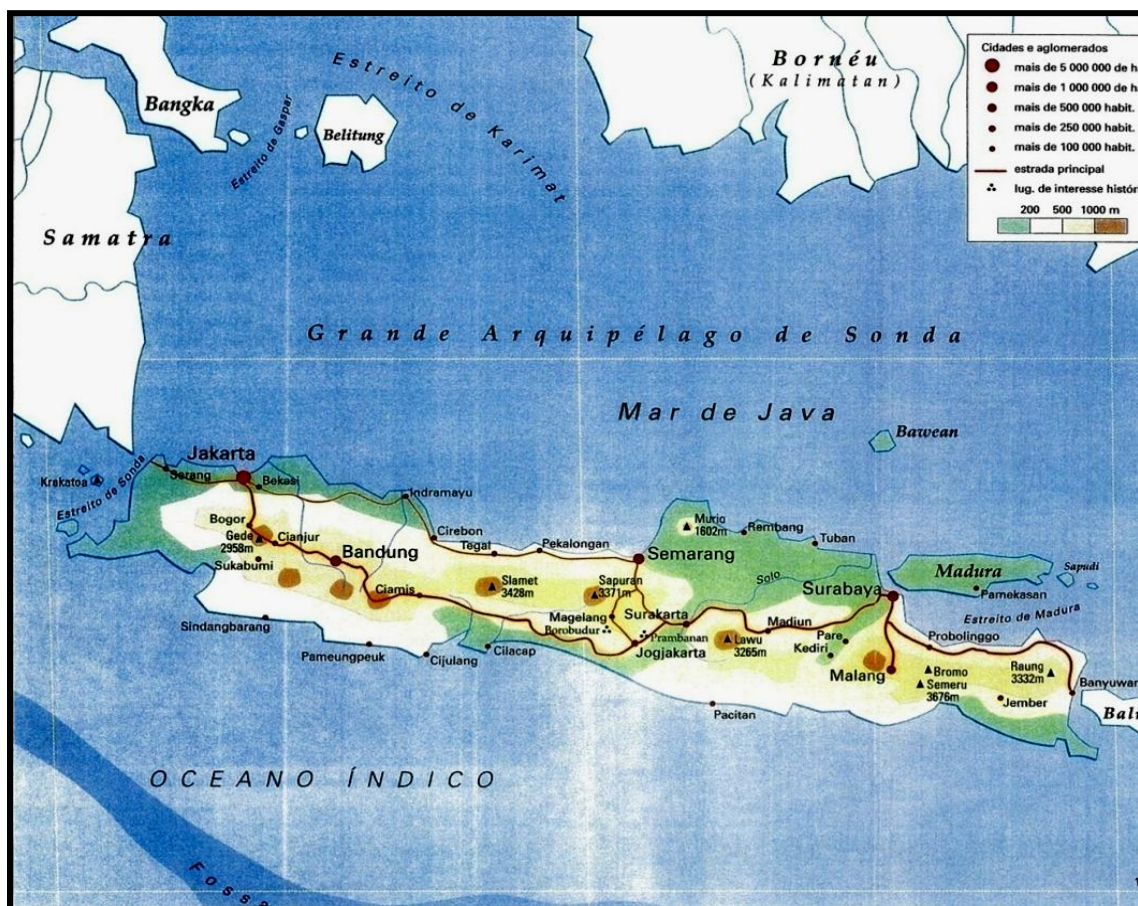 Cidades e aglomerados
mais de 5 000 000 de h
mais de 1 000 000 de h
mais de 500 000 habit.
mais de 250 000 habit.
mais de 100 000 habit.
estrada principal
lug. de interesse histór
200 500 1000 m
Estreito de Karimat
Bornéu
(Kalimatan)
Bangka
Belitung
Estreito de Gaspar
Samatra
Grande Arquipélago de Sonda
Mar de Java
Bawean
Jakarta
Krakatoa
Estreito de Sonda
Serang
Bekasi
Indramayu
Bogor
Gede
2958m
Cianjur
Sukabumi
Bandung
Cirebon
Tegal
Pekalongan
Semarang
Murio
1602m
Rembang
Tuban
Solo
Madura
Sapudi
Pamekasan
Surabaya
Estreito de Madura
Ciamis
Slamet
3428m
Sapuran
3371m
Magelang
Borobudur
Surakarta
Prambanan
Jogjakarta
Lawu
3265m
Madiun
Pare
Kediri
Malang
Probolinggo
Bromo
Semeru
3676m
Raung
3332m
Jember
Banyuwan
Bali
Sindangbarang
Pameungpeuk
Cijulang
Cilacap
Pacitan
OCEANO ÍNDICO
Fossa